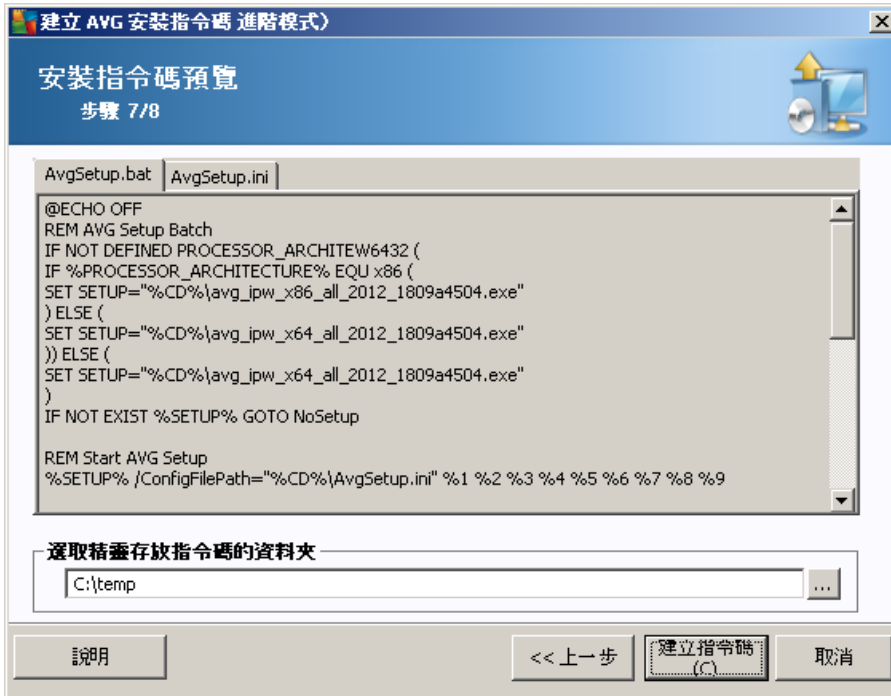 建立 AVG 安裝指令碼 進階模式）
安裝指令碼預覽
步驟 7/8
AvgSetup.bat
AvgSetup.ini
@ECHO OFF
REM AVG Setup Batch
IF NOT DEFINED PROCESSOR_ARCHITEW6432 (
IF %PROCESSOR_ARCHITECTURE% EQU x86 (
SET SETUP="%CD%\avg_ipw_x86_all_2012_1809a4504.exe"
) ELSE (
SET SETUP="%CD%\avg_ipw_x64_all_2012_1809a4504.exe"
)) ELSE (
SET SETUP="%CD%\avg_ipw_x64_all_2012_1809a4504.exe"
)
IF NOT EXIST %SETUP% GOTO NoSetup
REM Start AVG Setup
%SETUP% /ConfigFilePath="%CD%\AvgSetup.ini" %1 %2 %3 %4 %5 %6 %7 %8 %9
選取精靈存放指令碼的資料夾
C:\temp
...
說明
<< 上一步
建立指令碼
(C)
取消